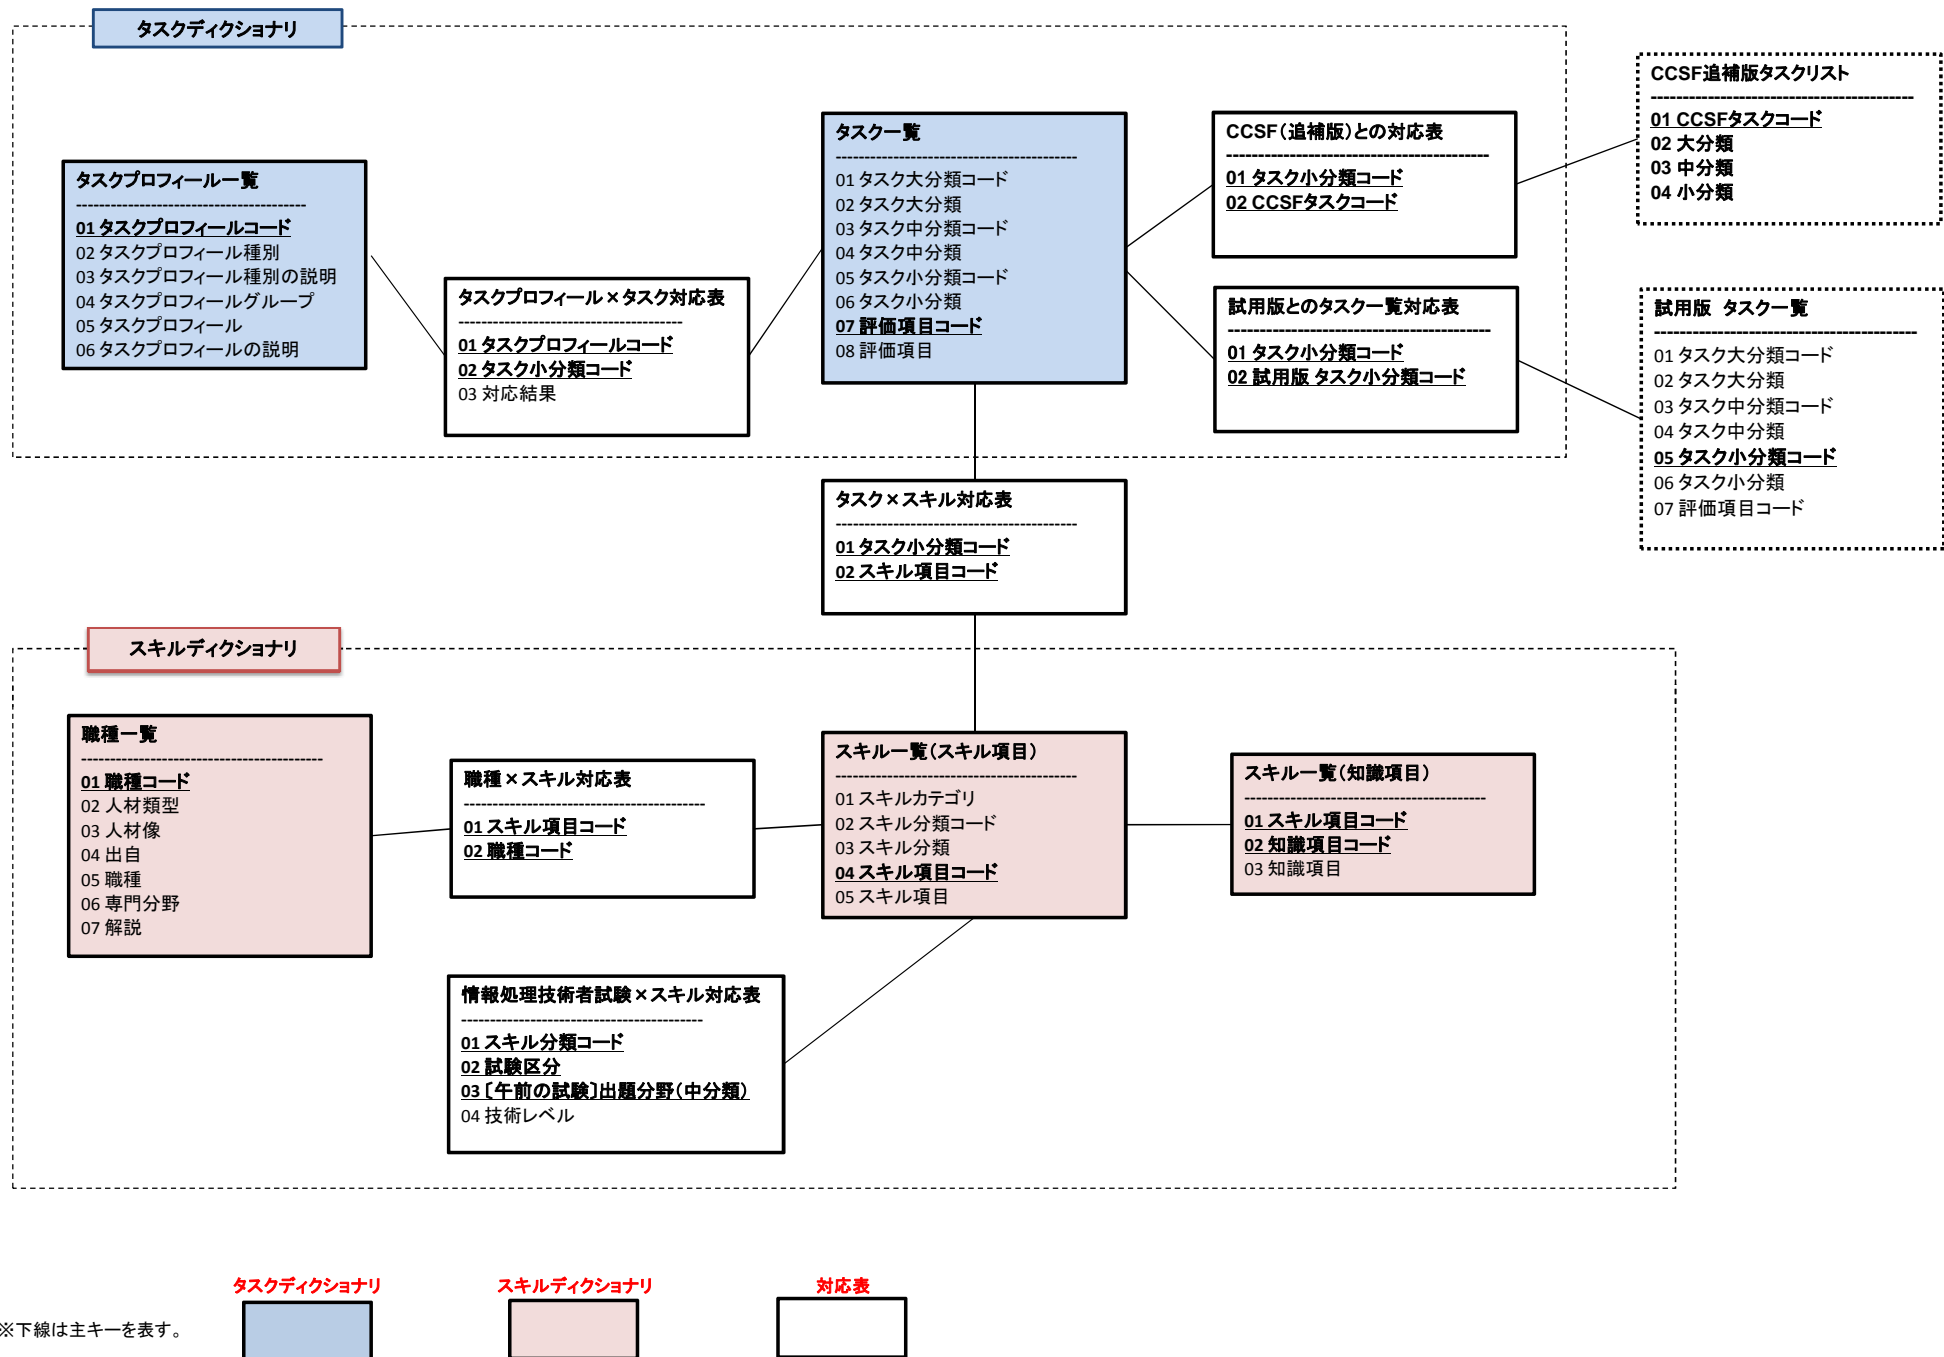 タスクディクショナリ
タスクプロフィール一覧
----------------------------------------
01 タスクプロフィールコード
02 タスクプロフィール種別
03 タスクプロフィール種別の説明
04 タスクプロフィールグループ
05 タスクプロフィール
06 タスクプロフィールの説明
タスクプロフィール×タスク対応表
---------------------------------------
01 タスクプロフィールコード
02 タスク小分類コード
03 対応結果
タスク一覧
------------------------------------------
01 タスク大分類コード
02 タスク大分類
03 タスク中分類コード
04 タスク中分類
05 タスク小分類コード
06 タスク小分類
07 評価項目コード
08 評価項目
CCSF(追補版)との対応表
------------------------------------------
01 タスク小分類コード
02 CCSFタスクコード
試用版とのタスク一覧対応表
------------------------------------------
01 タスク小分類コード
02 試用版 タスク小分類コード
CCSF追補版タスクリスト
------------------------------------------
01 CCSFタスクコード
02 大分類
03 中分類
04 小分類
試用版 タスク一覧
------------------------------------------
01 タスク大分類コード
02 タスク大分類
03 タスク中分類コード
04 タスク中分類
05 タスク小分類コード
06 タスク小分類
07 評価項目コード
タスク×スキル対応表
------------------------------------------
01 タスク小分類コード
02 スキル項目コード
スキルディクショナリ
職種一覧
------------------------------------------
01 職種コード
02 人材類型
03 人材像
04 出自
05 職種
06 専門分野
07 解説
職種×スキル対応表
------------------------------------------
01 スキル項目コード
02 職種コード
スキル一覧(スキル項目)
------------------------------------------
01 スキルカテゴリ
02 スキル分類コード
03 スキル分類
04 スキル項目コード
05 スキル項目
スキル一覧(知識項目)
------------------------------------------
01 スキル項目コード
02 知識項目コード
03 知識項目
情報処理技術者試験×スキル対応表
------------------------------------------
01 スキル分類コード
02 試験区分
03 〔午前の試験〕出題分野(中分類)
04 技術レベル
タスクディクショナリ
スキルディクショナリ
対応表
※下線は主キーを表す。